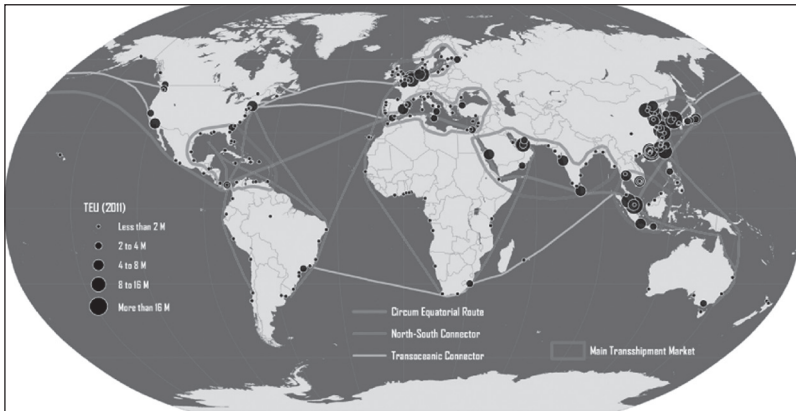 TEU (2011)
Less than 2 M
2 to 4 M
4 to 8 M
8 to 16 M
More than 16 M
Circum Equatorial Route
North-South Connector
Transoceanic Connector
Main Transshipment Market